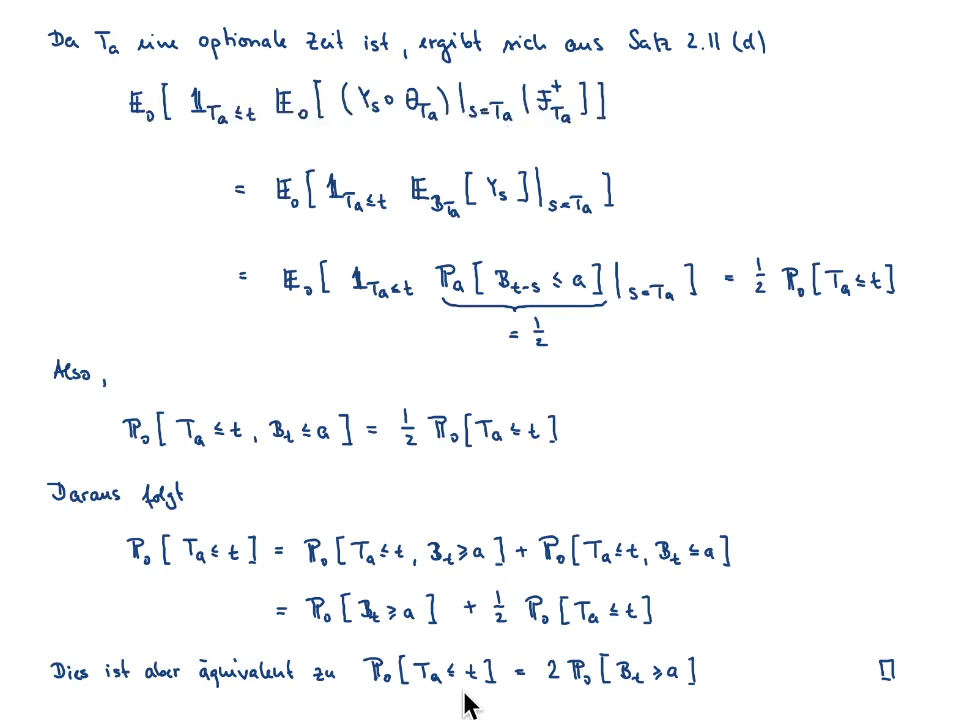 Da T_a eine optionale Zeit ist, ergibt sich aus Satz 2.11 (d)
𝔼_0[ 𝟙_{T_a ≤ t} 𝔼_0[ (Y_s ∘ θ_{T_a})|_{s=T_a} | ℱ^+_{T_a} ] ]
= 𝔼_0[ 𝟙_{T_a ≤ t} 𝔼_{B_{T_a}}[ Y_s ]|_{s=T_a} ]
= 𝔼_0[ 𝟙_{T_a ≤ t} ℙ_a[ B_{t-s} ≤ a ]|_{s=T_a} ] = 1/2 ℙ_0[ T_a ≤ t ]
= 1/2
Also,
ℙ_0[ T_a ≤ t, B_t ≤ a ] = 1/2 ℙ_0[ T_a ≤ t ]
Daraus folgt
ℙ_0[ T_a ≤ t ] = ℙ_0[ T_a ≤ t, B_t ≥ a ] + ℙ_0[ T_a ≤ t, B_t ≤ a ]
= ℙ_0[ B_t ≥ a ] + 1/2 ℙ_0[ T_a ≤ t ]
Dies ist aber äquivalent zu ℙ_0[ T_a ≤ t ] = 2 ℙ_0[ B_t ≥ a ] □